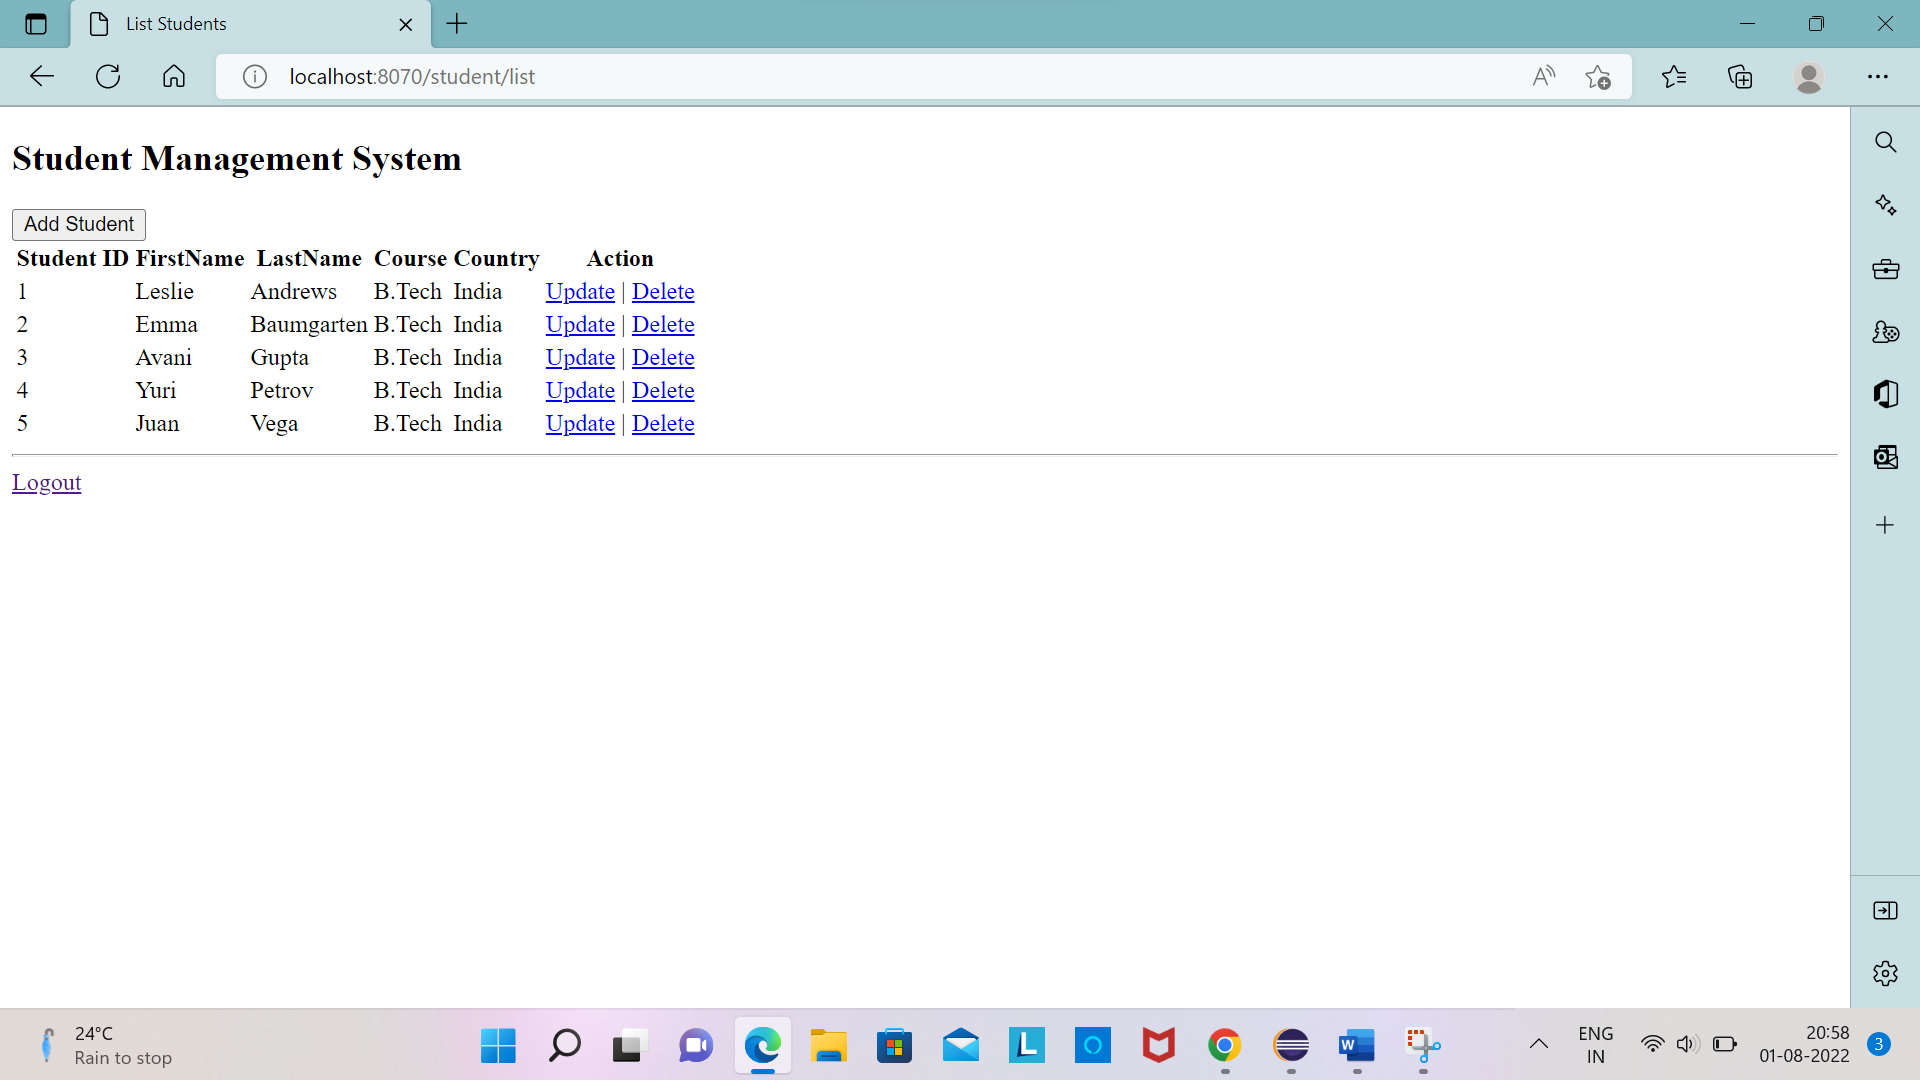 List Students
localhost:8070/student/list
Student Management System
Add Student
Student ID FirstName LastName Course Country Action
1 Leslie Andrews B.Tech India Update | Delete
2 Emma Baumgarten B.Tech India Update | Delete
3 Avani Gupta B.Tech India Update | Delete
4 Yuri Petrov B.Tech India Update | Delete
5 Juan Vega B.Tech India Update | Delete
Logout
24°C
Rain to stop
ENG
IN
20:58
01-08-2022
3